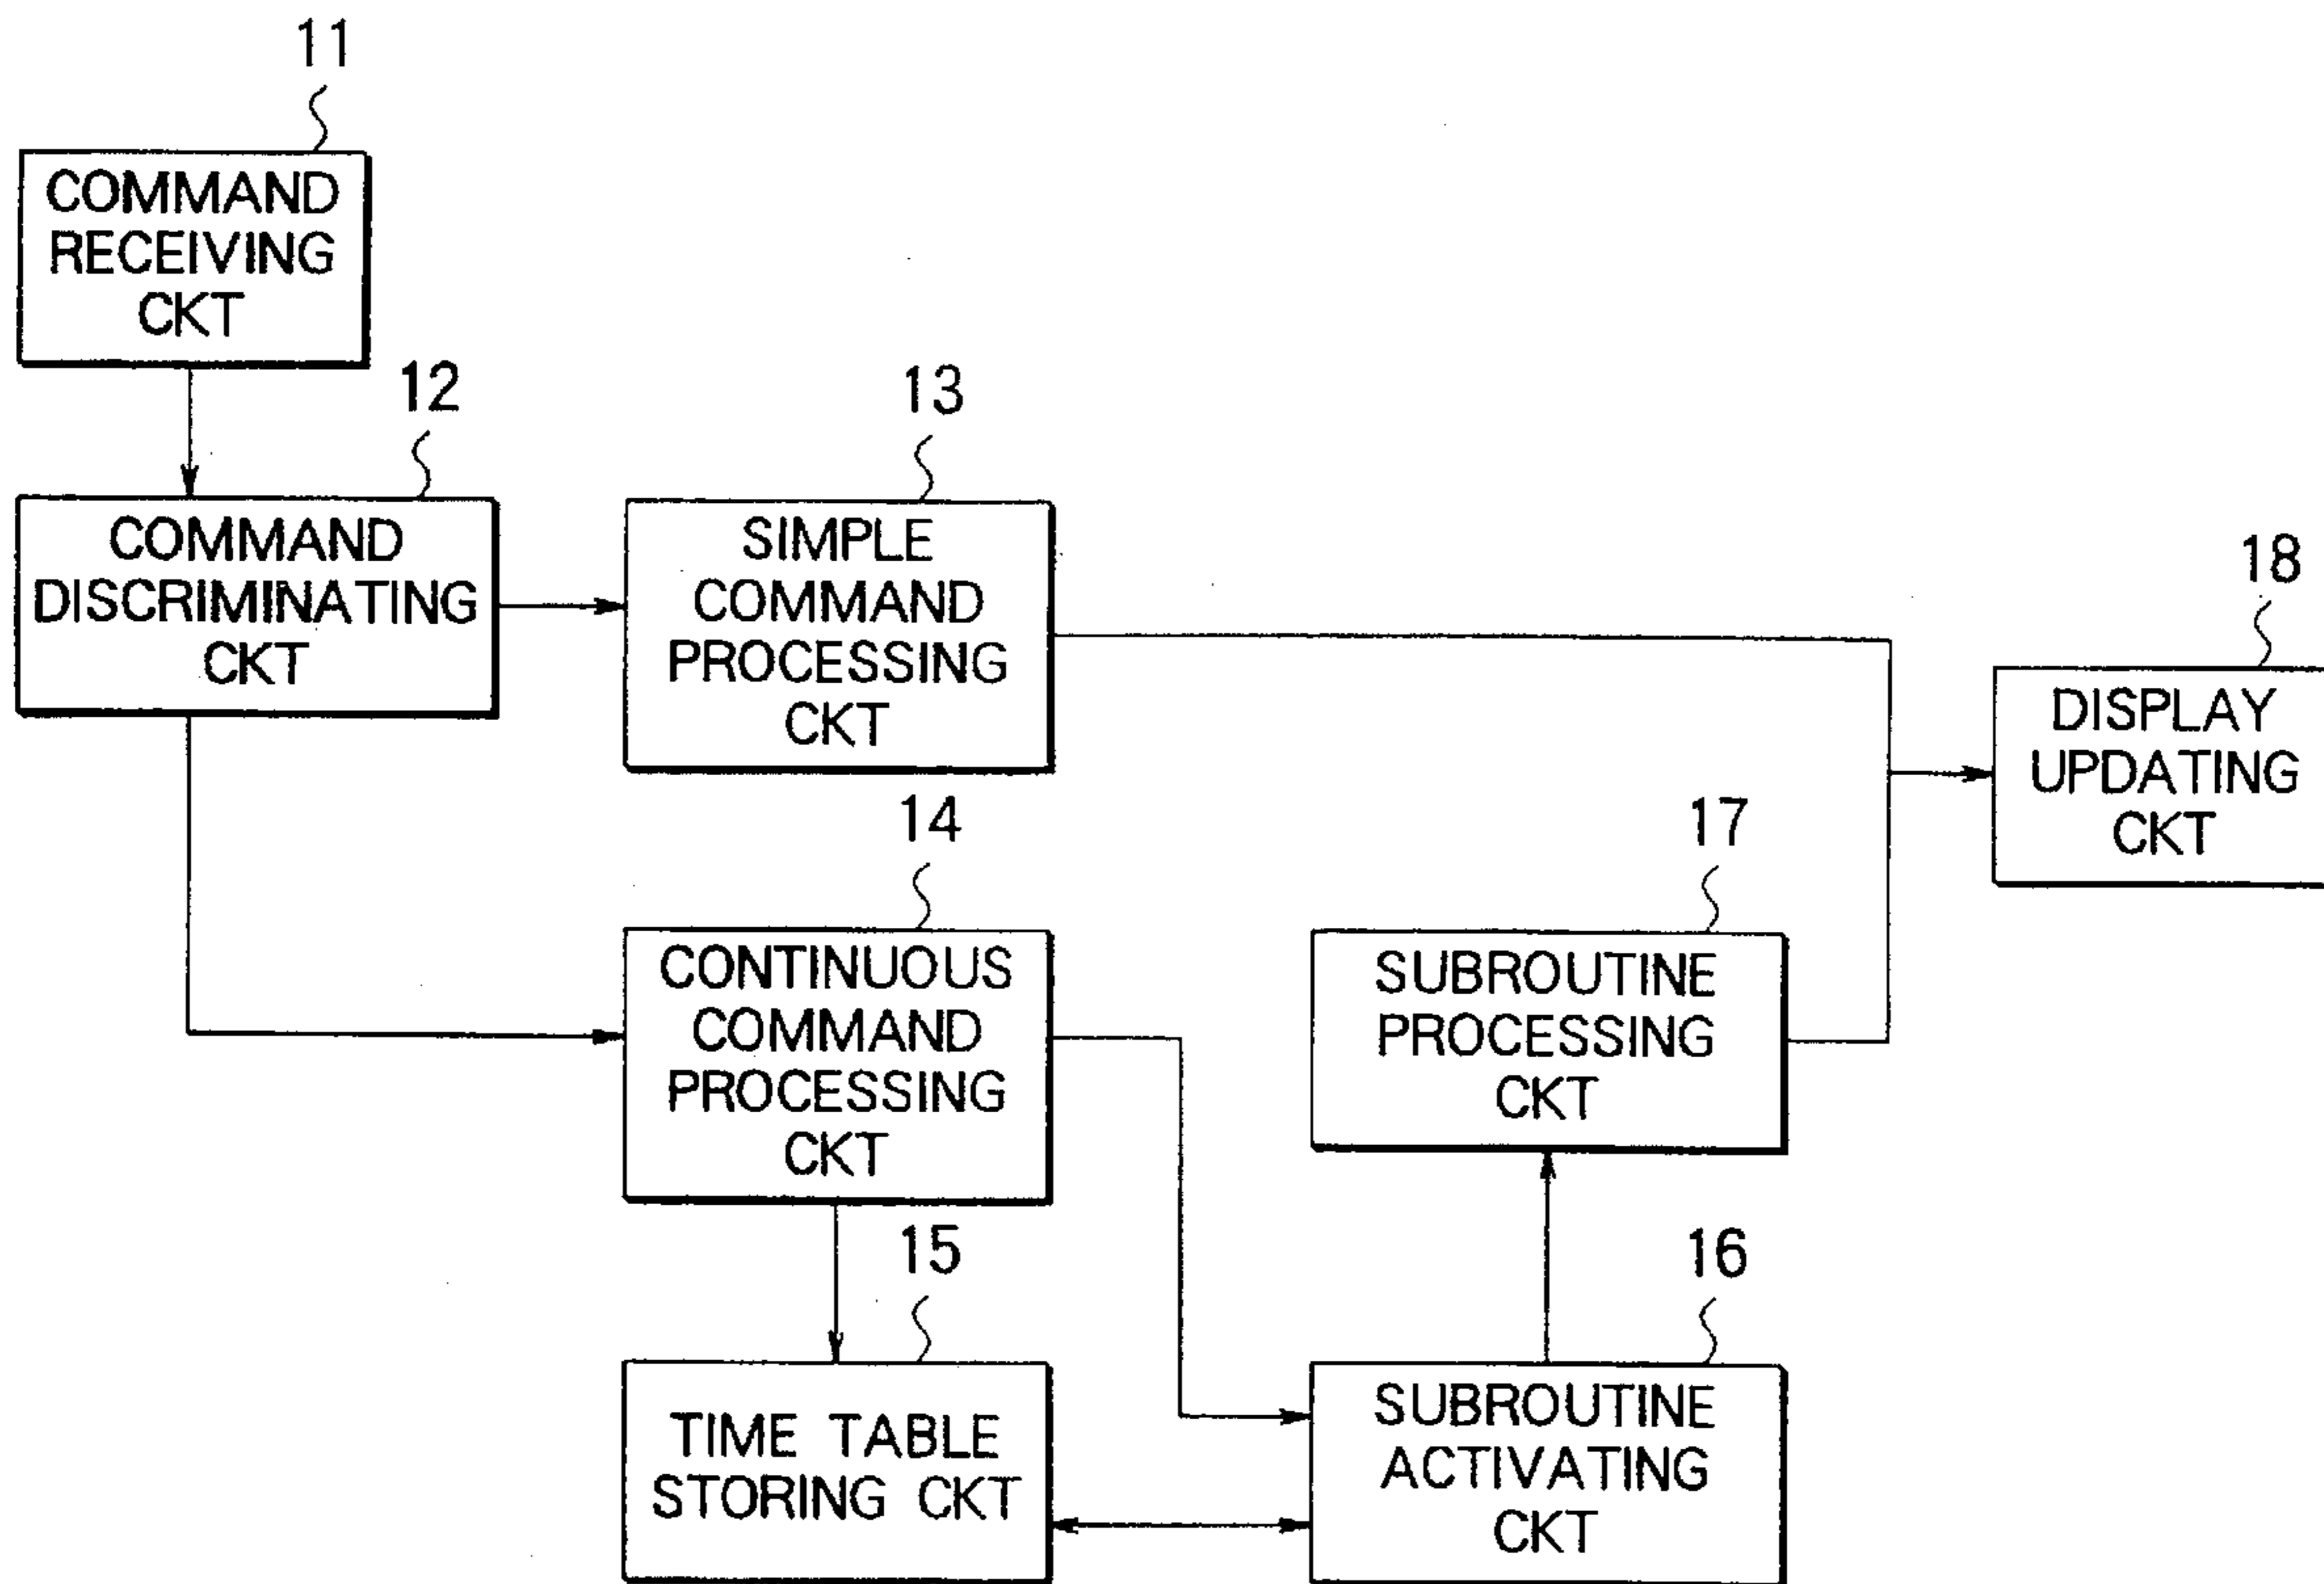 11
COMMAND
RECEIVING
CKT
12
COMMAND
DISCRIMINATING
CKT
13
SIMPLE
COMMAND
PROCESSING
CKT
18
DISPLAY
UPDATING
CKT
14
CONTINUOUS
COMMAND
PROCESSING
CKT
17
SUBROUTINE
PROCESSING
CKT
15
TIME TABLE
STORING CKT
16
SUBROUTINE
ACTIVATING
CKT